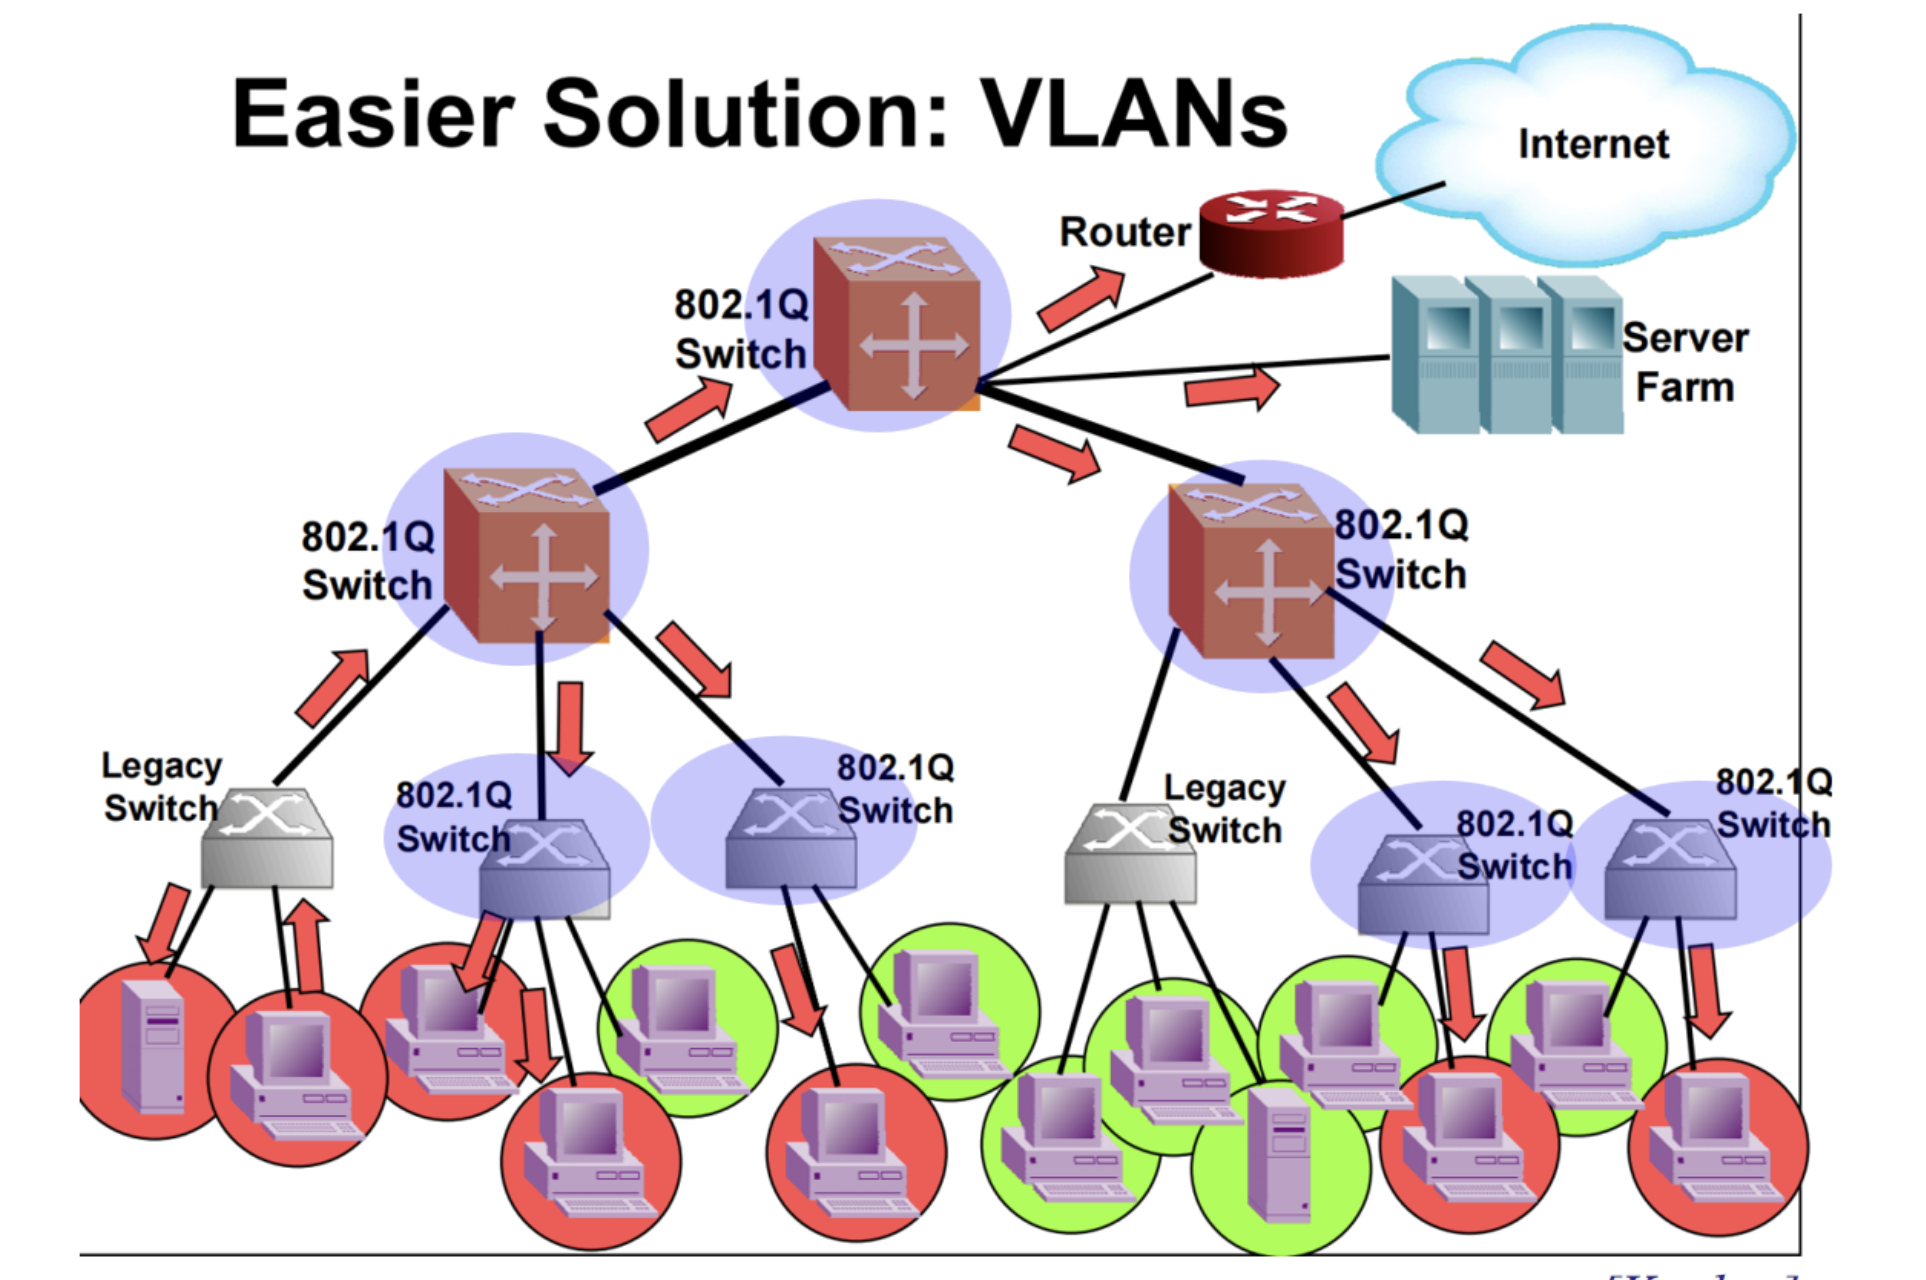 Easier Solution: VLANs
Internet
Router
802.1Q
Switch
Server
Farm
802.1Q
Switch
802.1Q
Switch
Legacy
Switch
802.1Q
Switch
802.1Q
Switch
Legacy
Switch
802.1Q
Switch
802.1Q
Switch